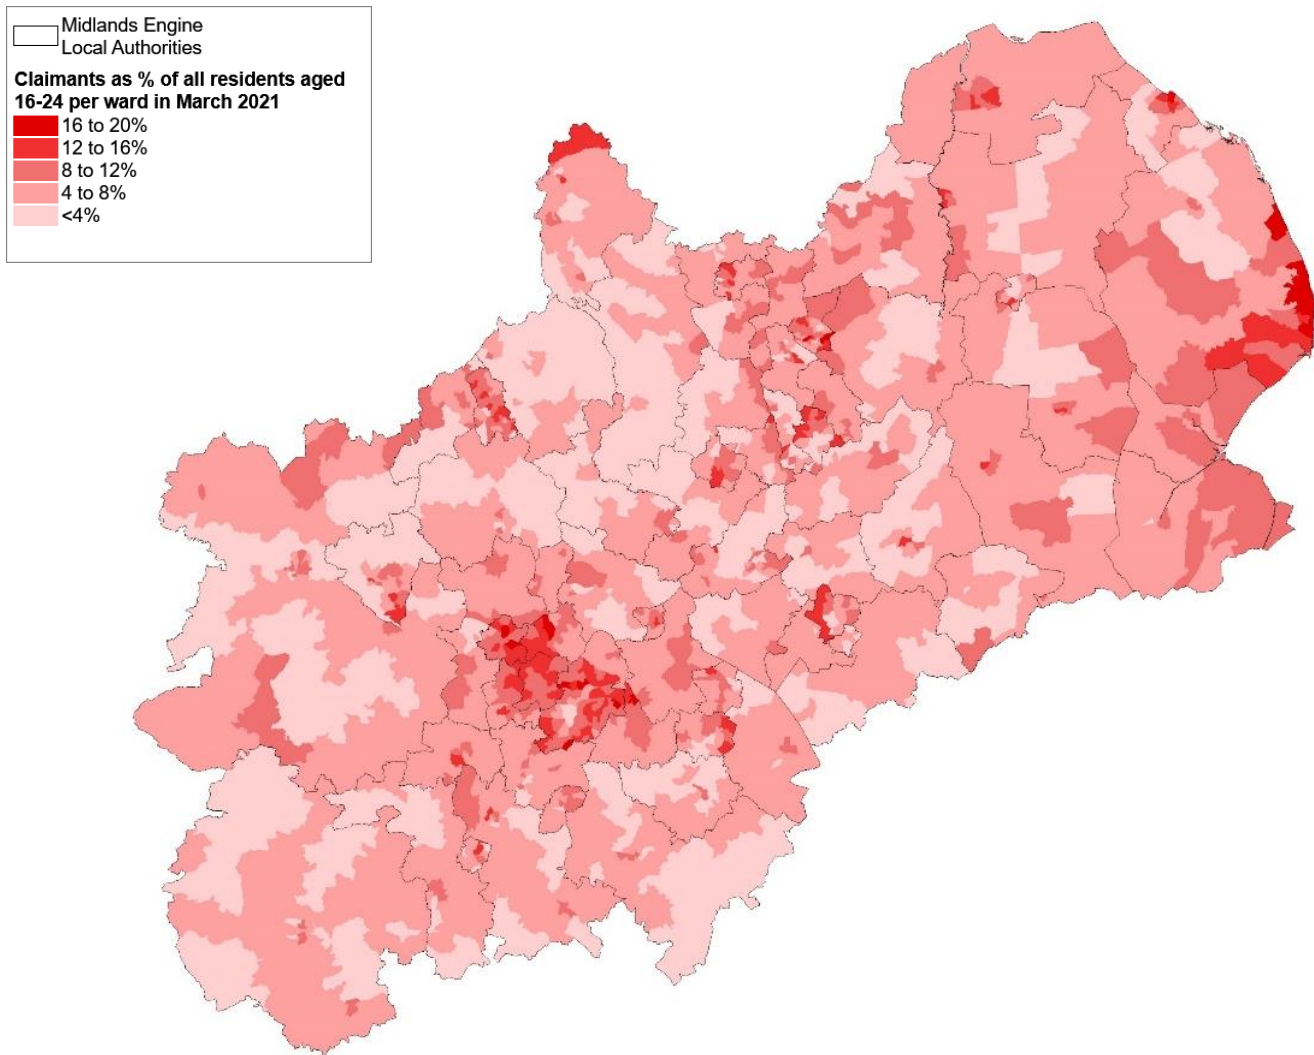 Midlands Engine
Local Authorities
Claimants as % of all residents aged
16-24 per ward in March 2021
16 to 20%
12 to 16%
8 to 12%
4 to 8%
<4%